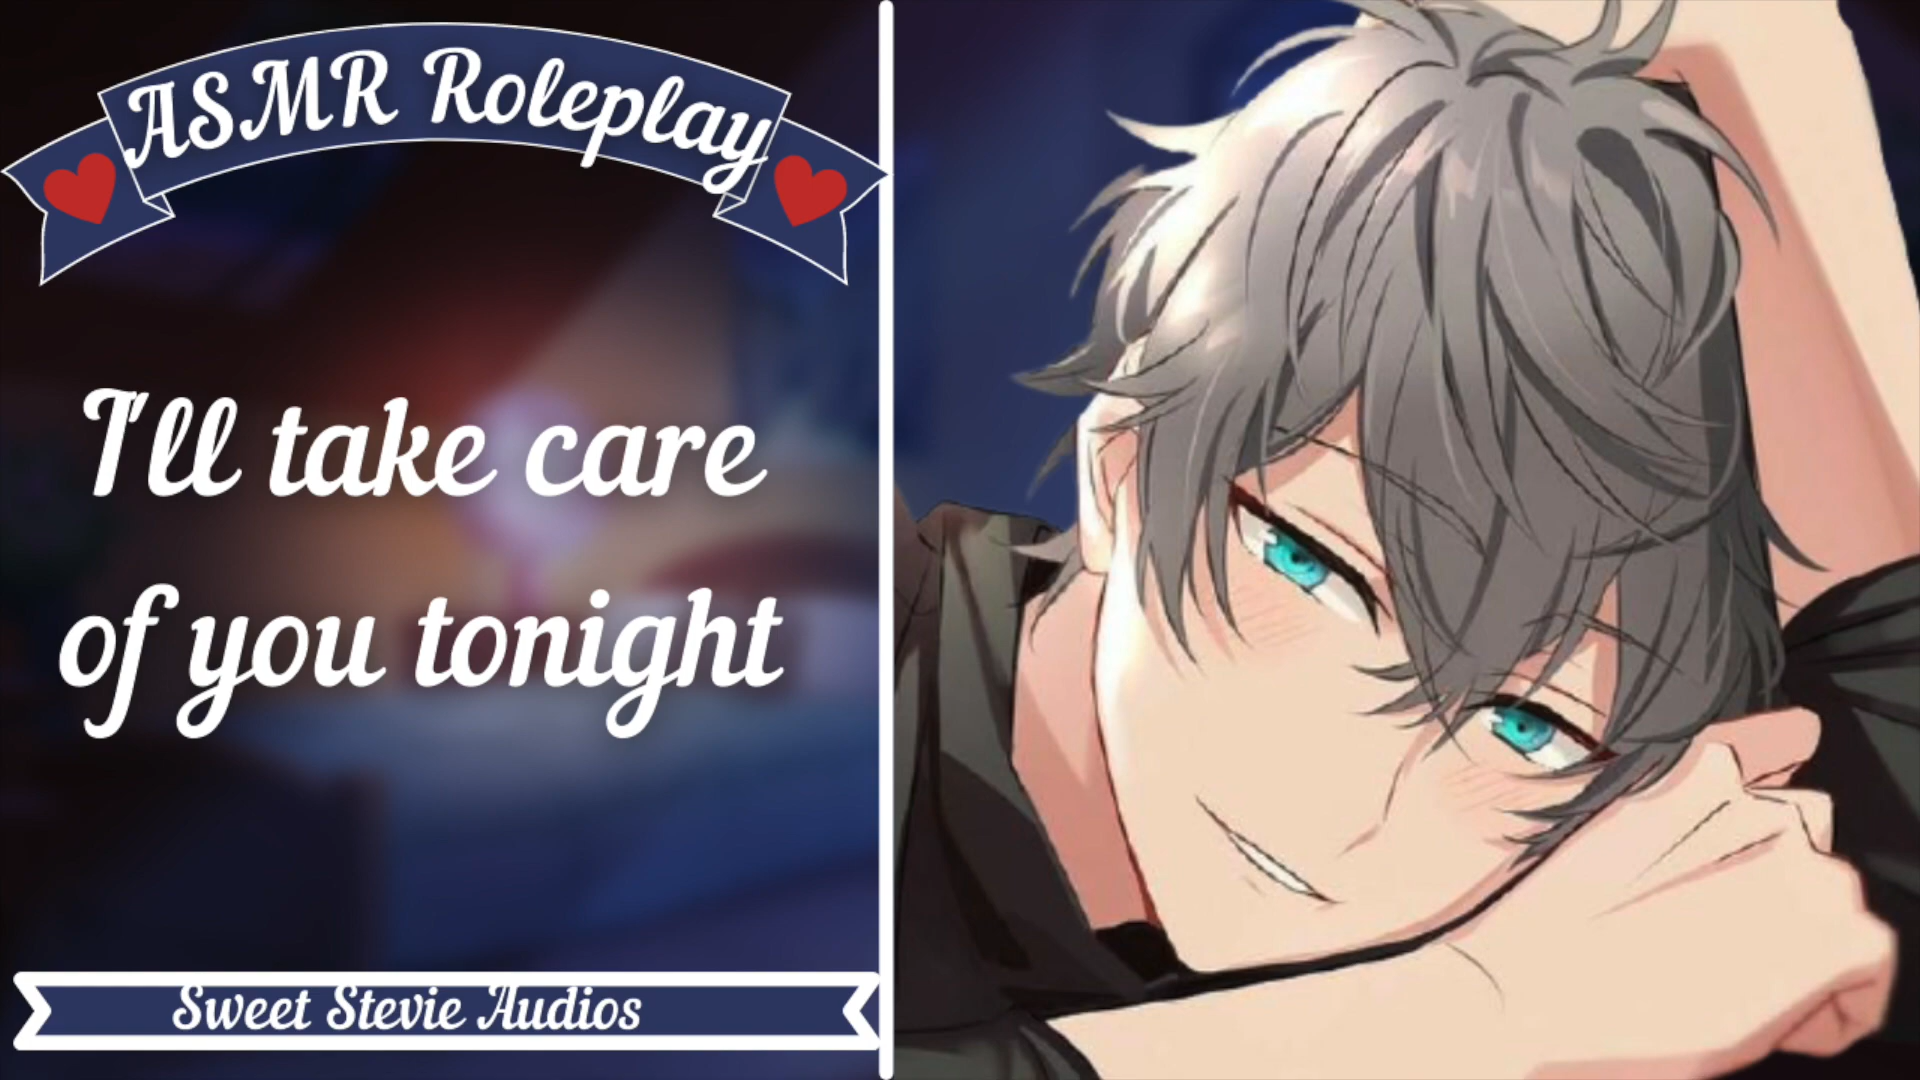 ASMR Roleplay
I'll take care
of you tonight
Sweet Stevie Audios